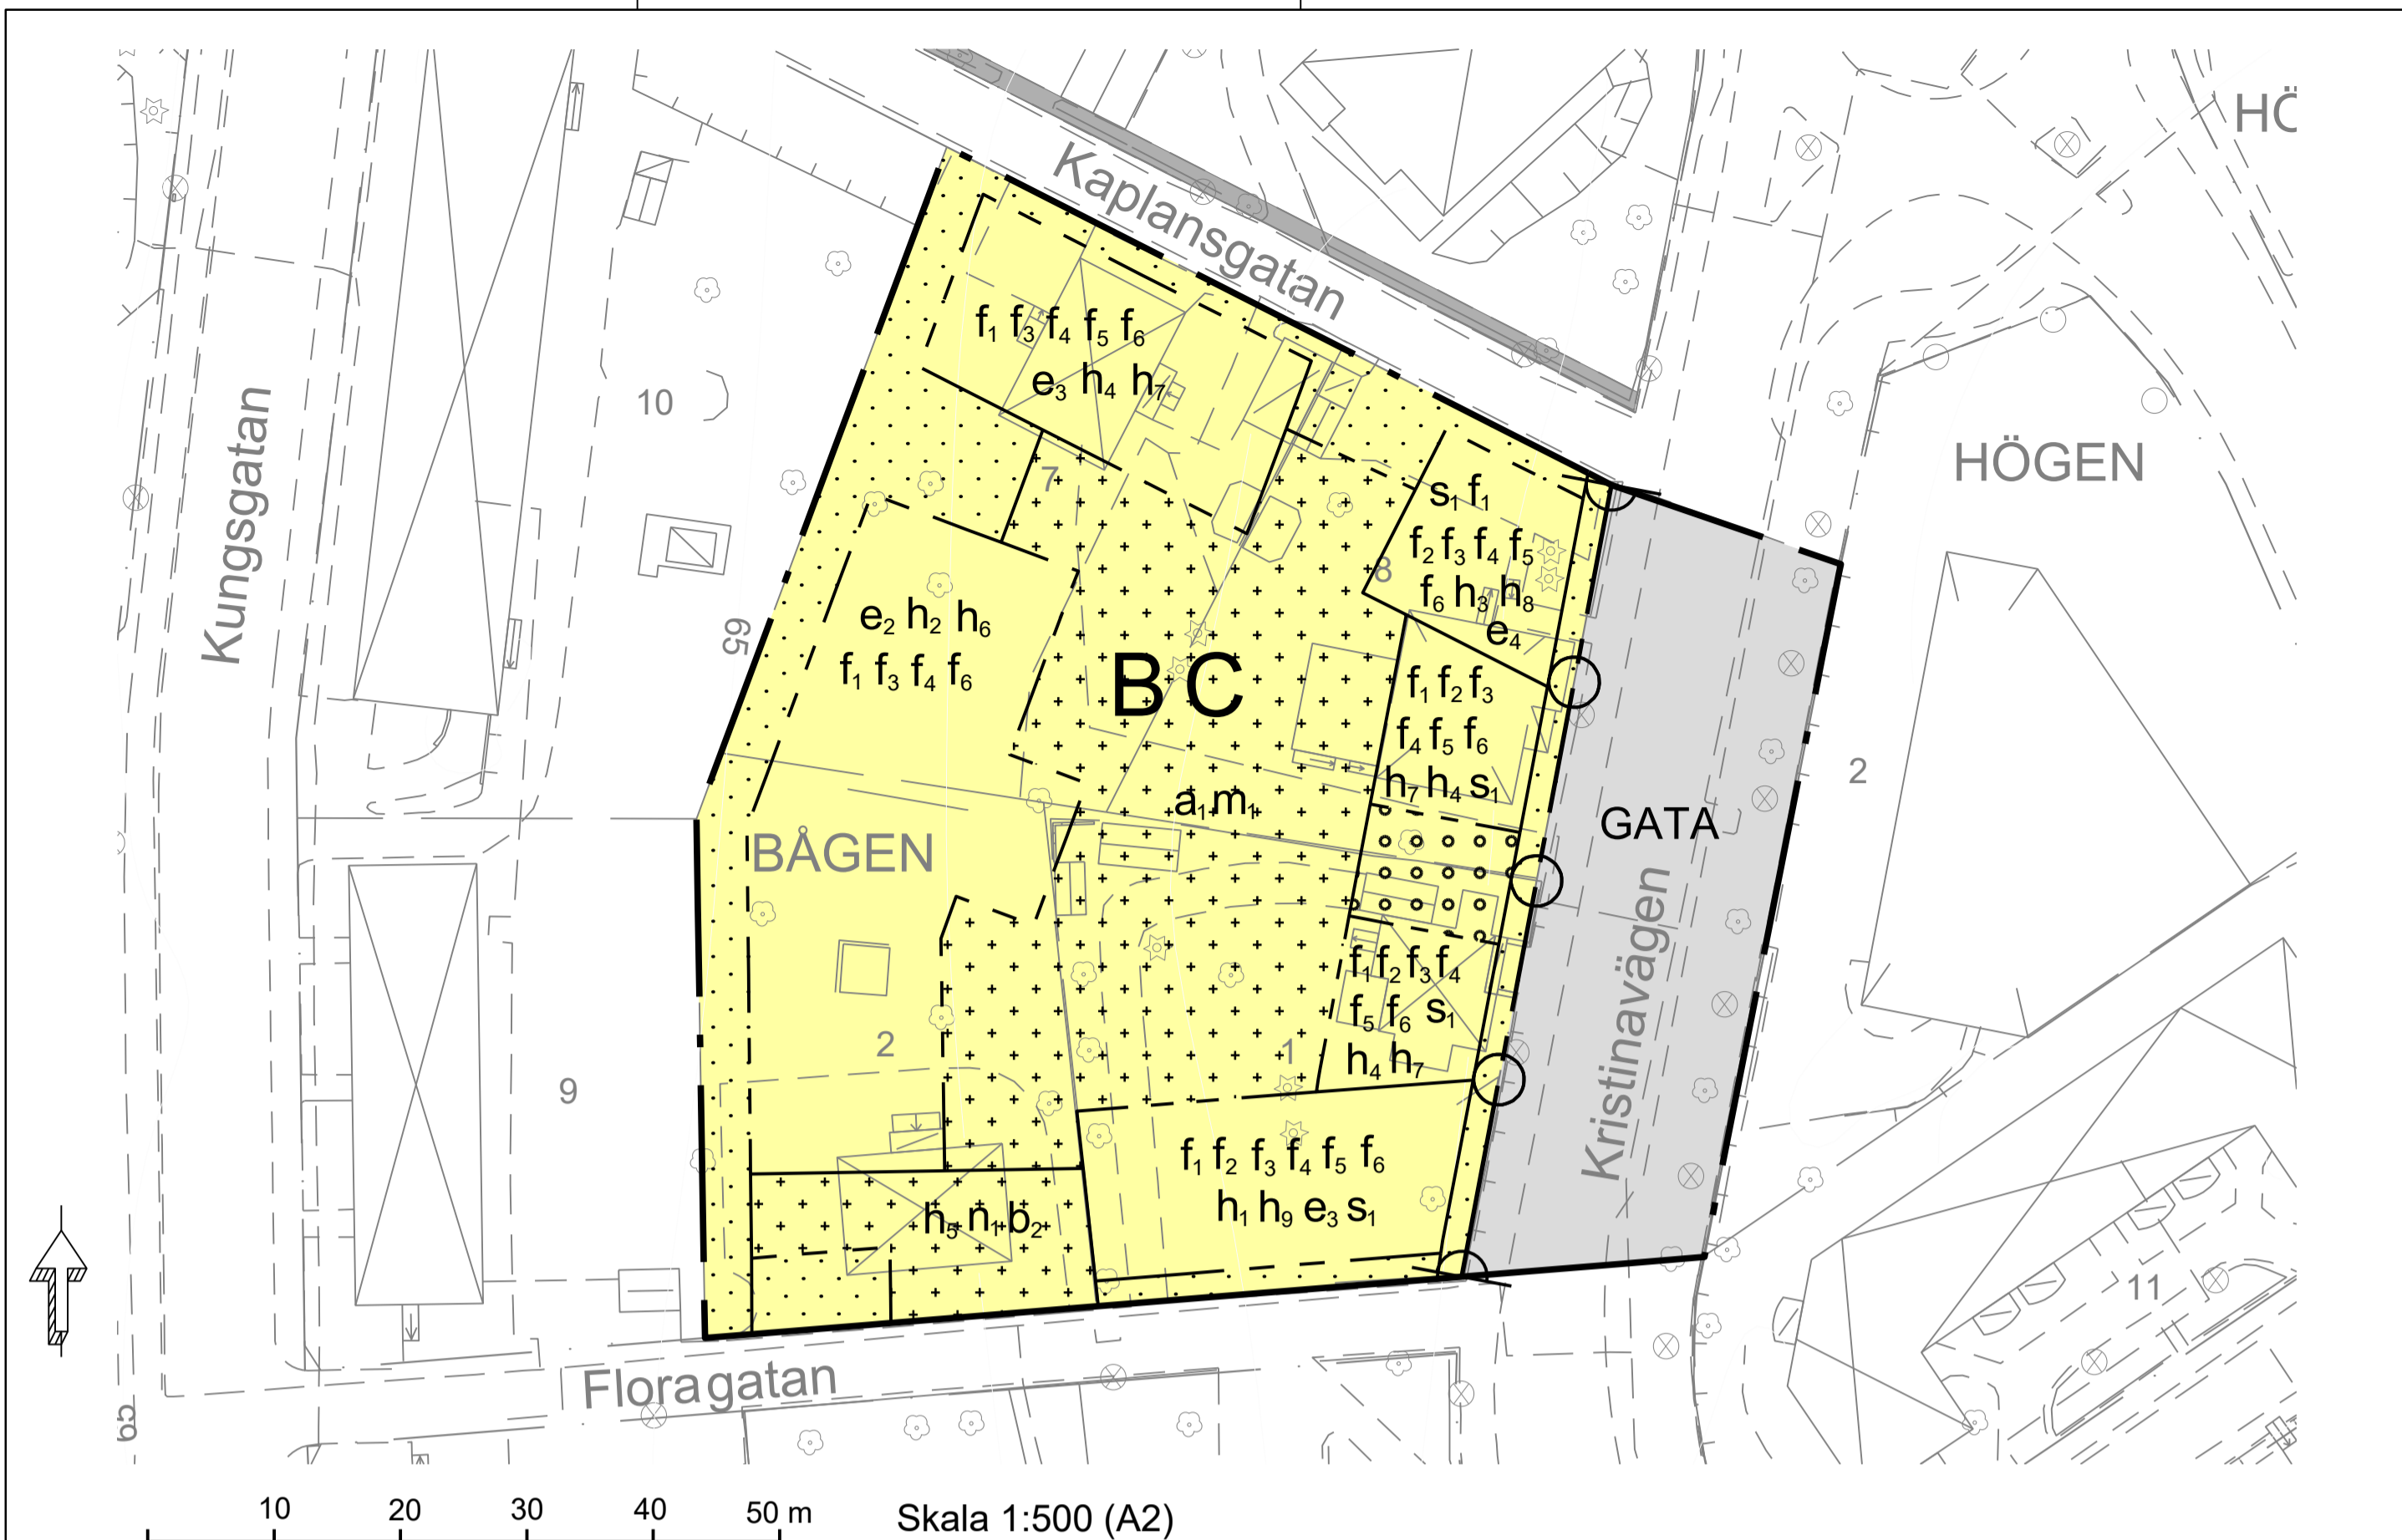 HÖ
Kaplansgatan
f₁ f₃ f₄ f₅ f₆
e₃ h₄ h₇
10
7
HÖGEN
Kungsgatan
s₁ f₁
f₂ f₃ f₄ f₅
8
f₆ h₃ h₈
e₄
e₂ h₂ h₆
f₁ f₃ f₄ f₆
65
B C
f₁ f₂ f₃
f₄ f₅ f₆
h₇ h₄ s₁
a₁ m₁
2
GATA
BÅGEN
Kristinavägen
f₁ f₂ f₃ f₄
f₅ f₆ s₁
h₄ h₇
2
1
9
f₁ f₂ f₃ f₄ f₅ f₆
h₁ h₉ e₃ s₁
h₅ n₁ b₂
11
Floragatan
10 20 30 40 50 m
Skala 1:500 (A2)